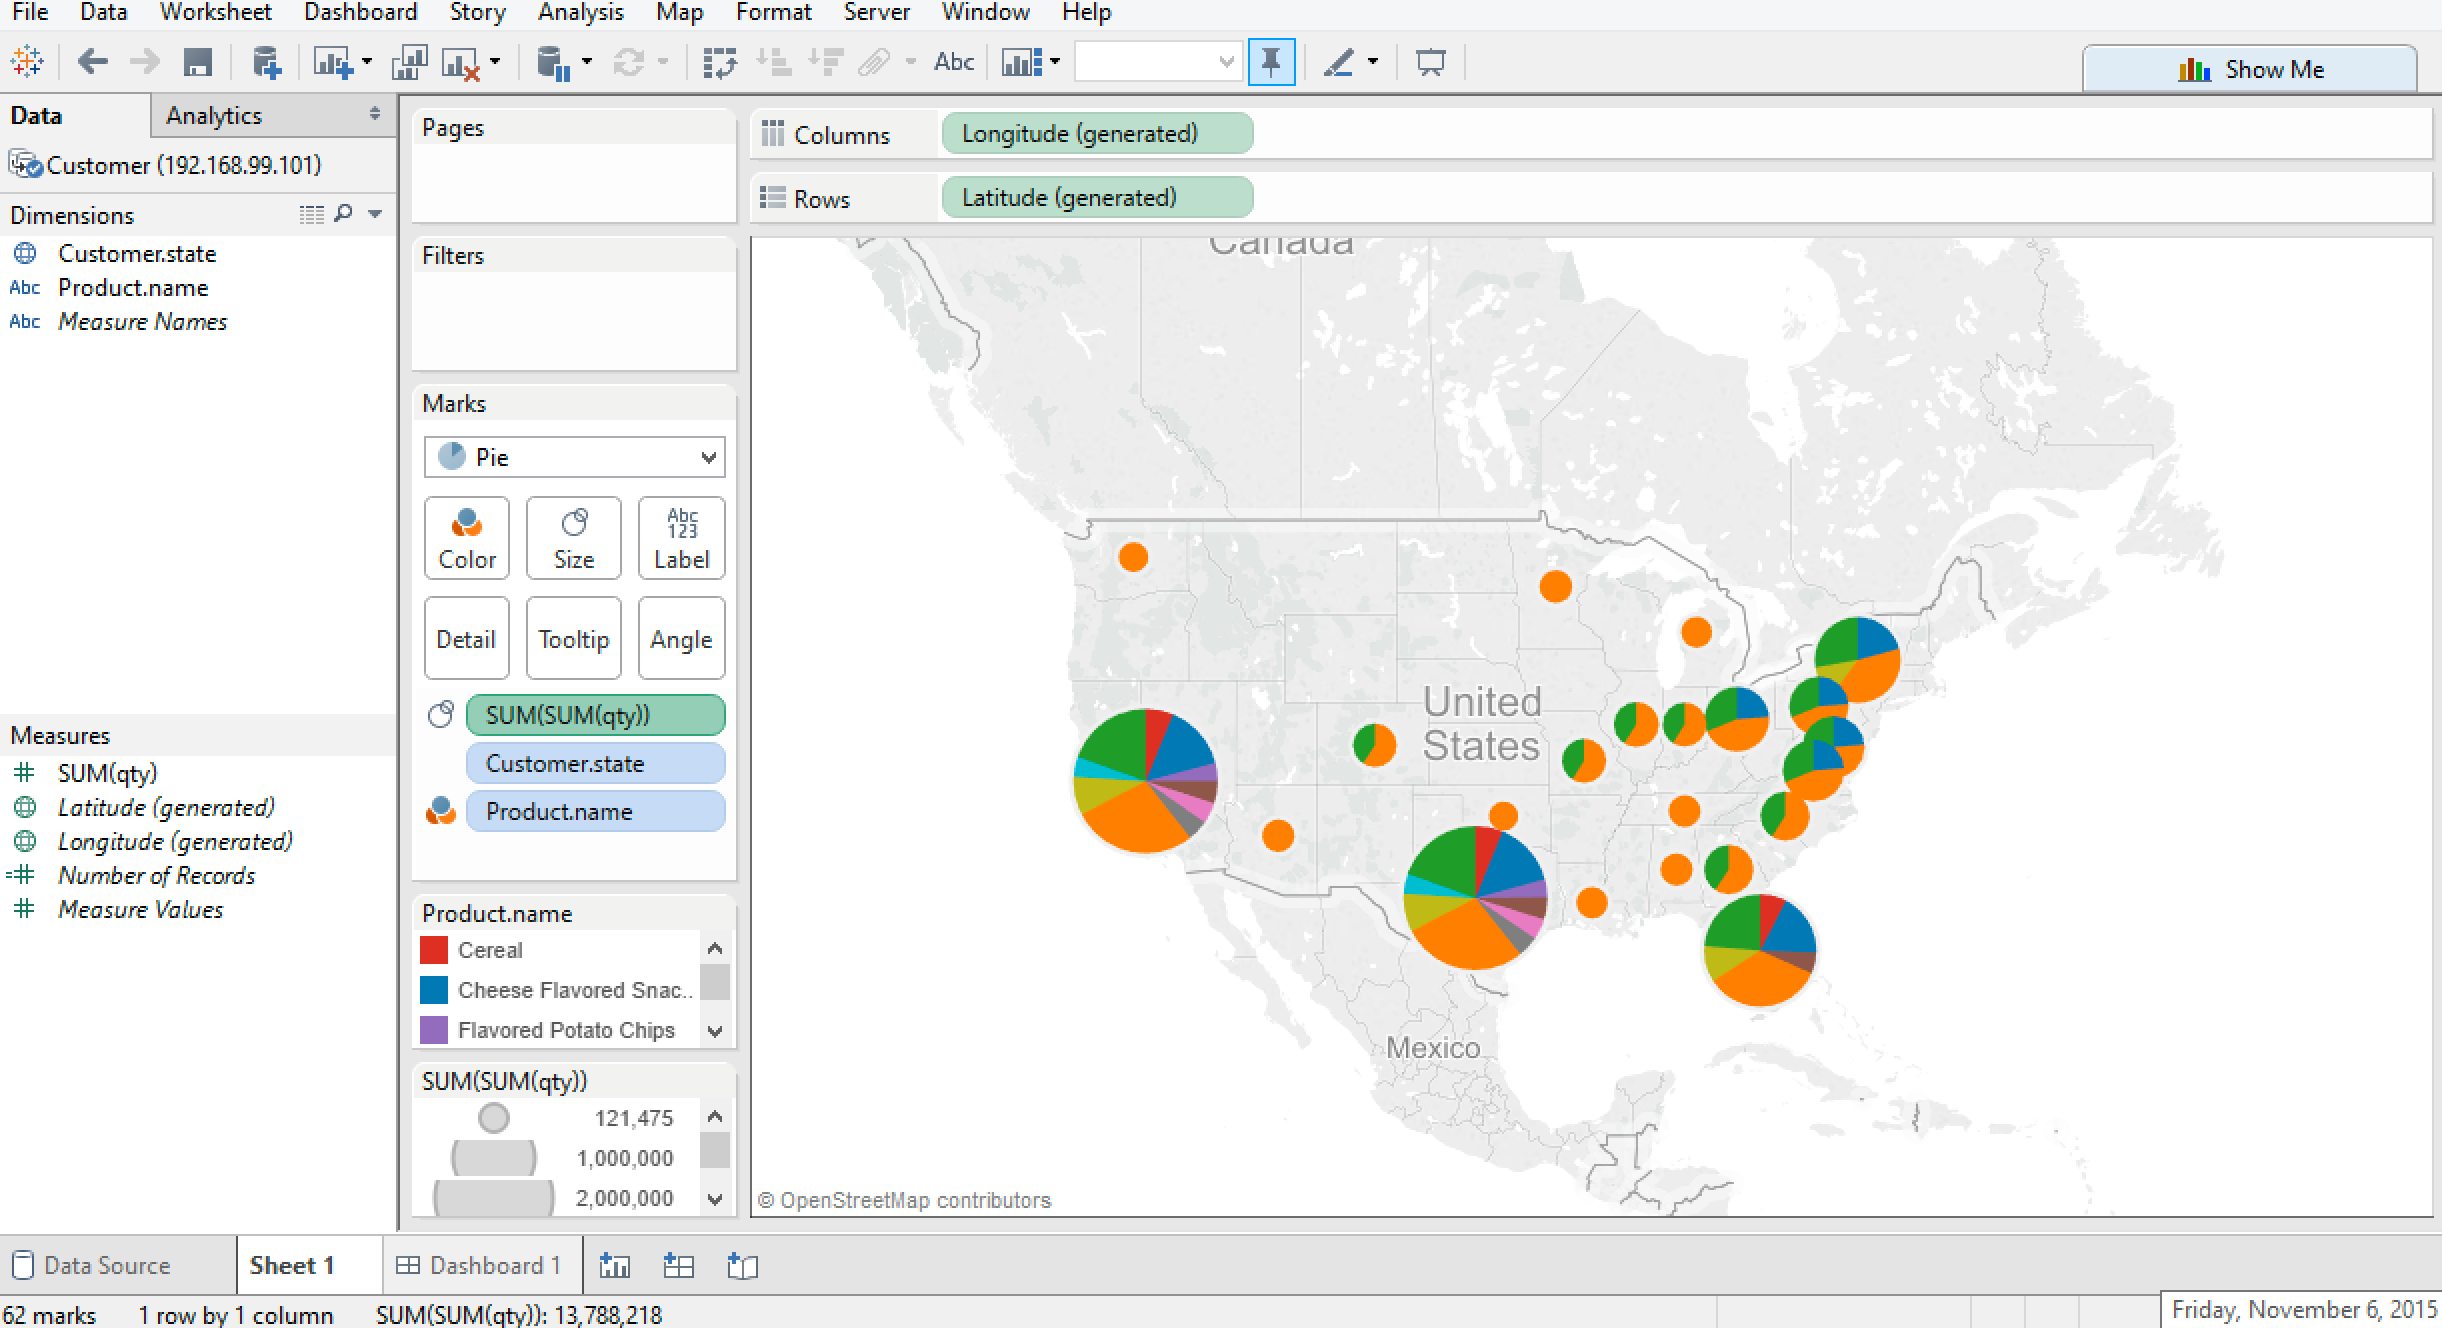 File Data Worksheet Dashboard Story Analysis Map Format Server Window Help
Abc
Show Me
Data
Analytics
Customer (192.168.99.101)
Dimensions
Customer.state
Abc Product.name
Abc Measure Names
Measures
SUM(qty)
Latitude (generated)
Longitude (generated)
Number of Records
Measure Values
Pages
Filters
Marks
Pie
Color
Size
Abc
123
Label
Detail
Tooltip
Angle
SUM(SUM(qty))
Customer.state
Product.name
Product.name
Cereal
Cheese Flavored Snac..
Flavored Potato Chips
SUM(SUM(qty))
121,475
1,000,000
2,000,000
Columns
Longitude (generated)
Rows
Latitude (generated)
Canada
United
States
Mexico
© OpenStreetMap contributors
Data Source
Sheet 1
Dashboard 1
62 marks 1 row by 1 column SUM(SUM(qty)): 13,788,218
Friday, November 6, 2015